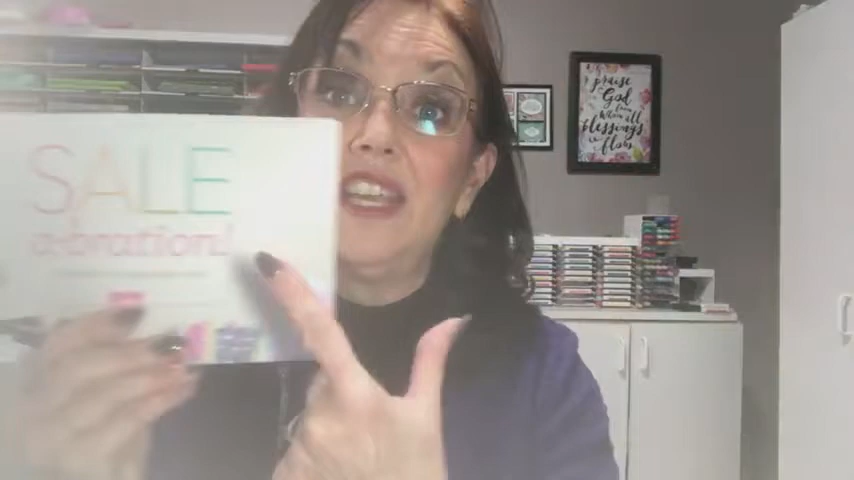 SALE
a-bration!
praise
God
from
Whom all
blessings
flow